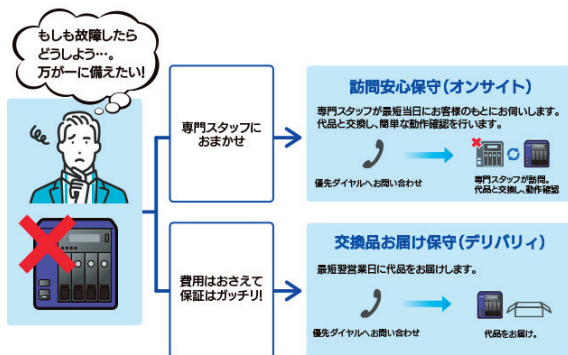 もしも故障したら
どうしよう…。
万が一に備えたい!
専門スタッフに
おまかせ
訪問安心保守(オンサイト)
専門スタッフが最短当日にお客様のもとにお伺いします。
代品と交換し、簡単な動作確認を行います。
優先ダイヤルへお問い合わせ
専門スタッフが訪問。
代品と交換し、動作確認
費用はおさえて
保証はガッチリ!
交換品お届け保守(デリバリィ)
最短翌営業日に代品をお届けします。
優先ダイヤルへお問い合わせ
代品をお届け。